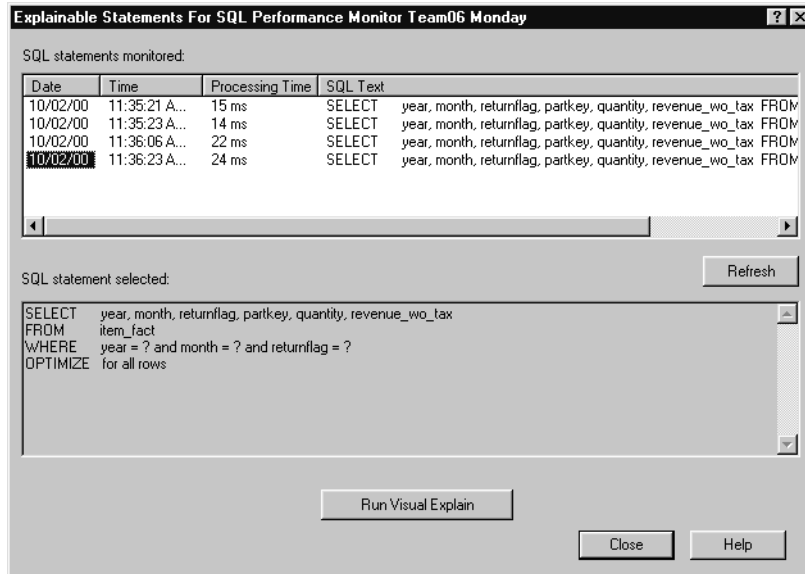 Explainable Statements For SQL Performance Monitor Team06 Monday
SQL statements monitored:
Date Time Processing Time SQL Text
10/02/00 11:35:21 A... 15 ms SELECT year, month, returnflag, partkey, quantity, revenue_wo_tax FROM
10/02/00 11:35:23 A... 14 ms SELECT year, month, returnflag, partkey, quantity, revenue_wo_tax FROM
10/02/00 11:36:06 A... 22 ms SELECT year, month, returnflag, partkey, quantity, revenue_wo_tax FROM
10/02/00 11:36:23 A... 24 ms SELECT year, month, returnflag, partkey, quantity, revenue_wo_tax FROM
Refresh
SQL statement selected:
SELECT year, month, returnflag, partkey, quantity, revenue_wo_tax
FROM item_fact
WHERE year = ? and month = ? and returnflag = ?
OPTIMIZE for all rows
Run Visual Explain
Close Help